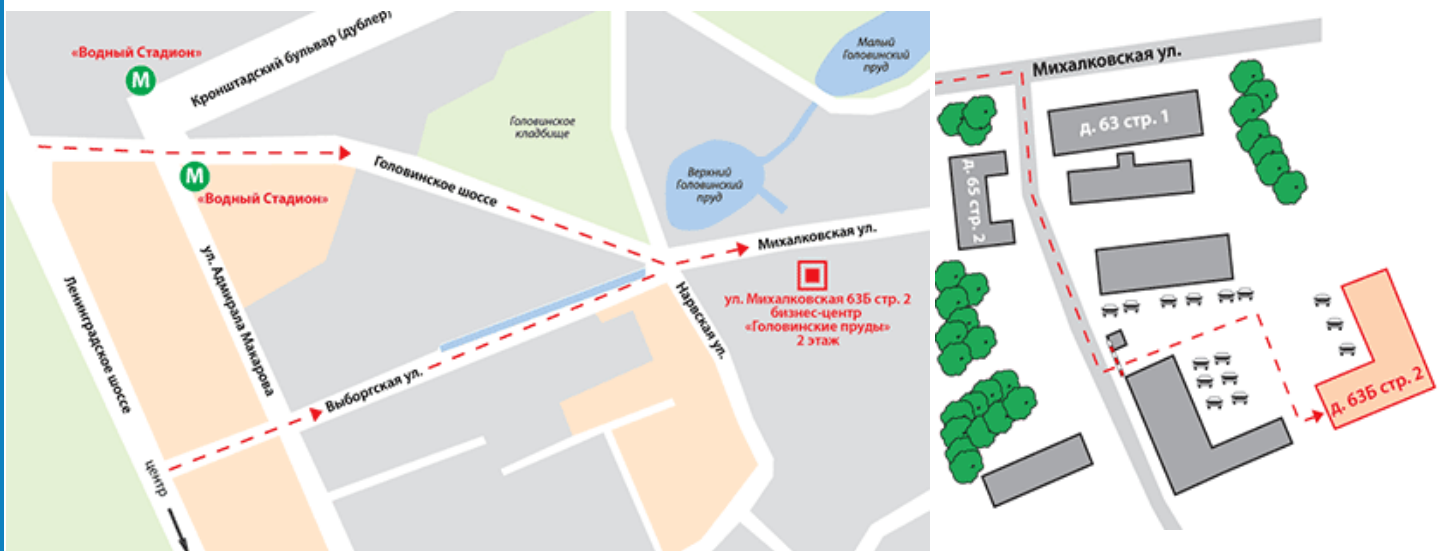 «Водный Стадион»
М
Кронштадский бульвар (дублер)
Малый
Головинский
пруд
Головинское
кладбище
Верхний
Головинский
пруд
М
«Водный Стадион»
Головинское шоссе
Михалковская ул.
ул. Адмирала Макарова
Ленинградское шоссе
ул. Михалковская 63Б стр. 2
бизнес-центр
«Головинские пруды»
2 этаж
Нарвская ул.
Выборгская ул.
центр
Михалковская ул.
д. 63 стр. 1
д. 65 стр. 2
д. 63Б стр. 2